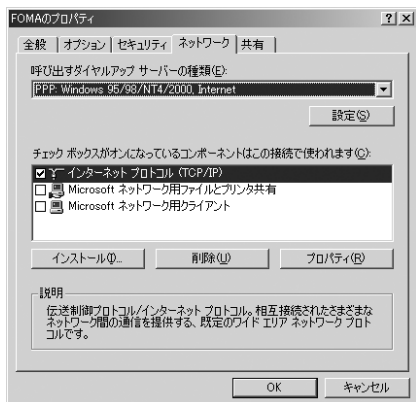 FOMAのプロパティ
全般 オプション セキュリティ ネットワーク 共有
呼び出すダイヤルアップ サーバーの種類(E):
PPP: Windows 95/98/NT4/2000, Internet
設定(S)
チェック ボックスがオンになっているコンポーネントはこの接続で使われます(O):
インターネット プロトコル (TCP/IP)
Microsoft ネットワーク用ファイルとプリンタ共有
Microsoft ネットワーク用クライアント
インストール(I)... 削除(U) プロパティ(R)
説明
伝送制御プロトコル/インターネット プロトコル。相互接続されたさまざまな
ネットワーク間の通信を提供する、既定のワイド エリア ネットワーク プロト
コルです。
OK キャンセル